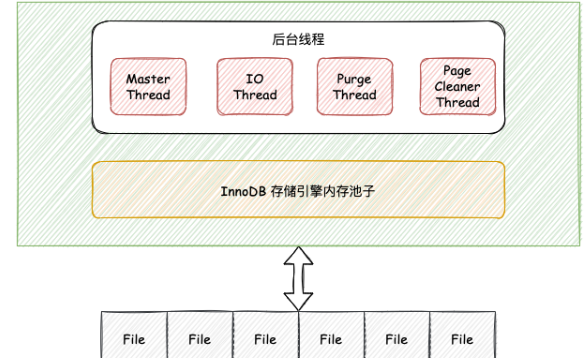 后台线程
Master
Thread
IO
Thread
Purge
Thread
Page
Cleaner
Thread
InnoDB 存储引擎内存池子
File
File
File
File
File
File